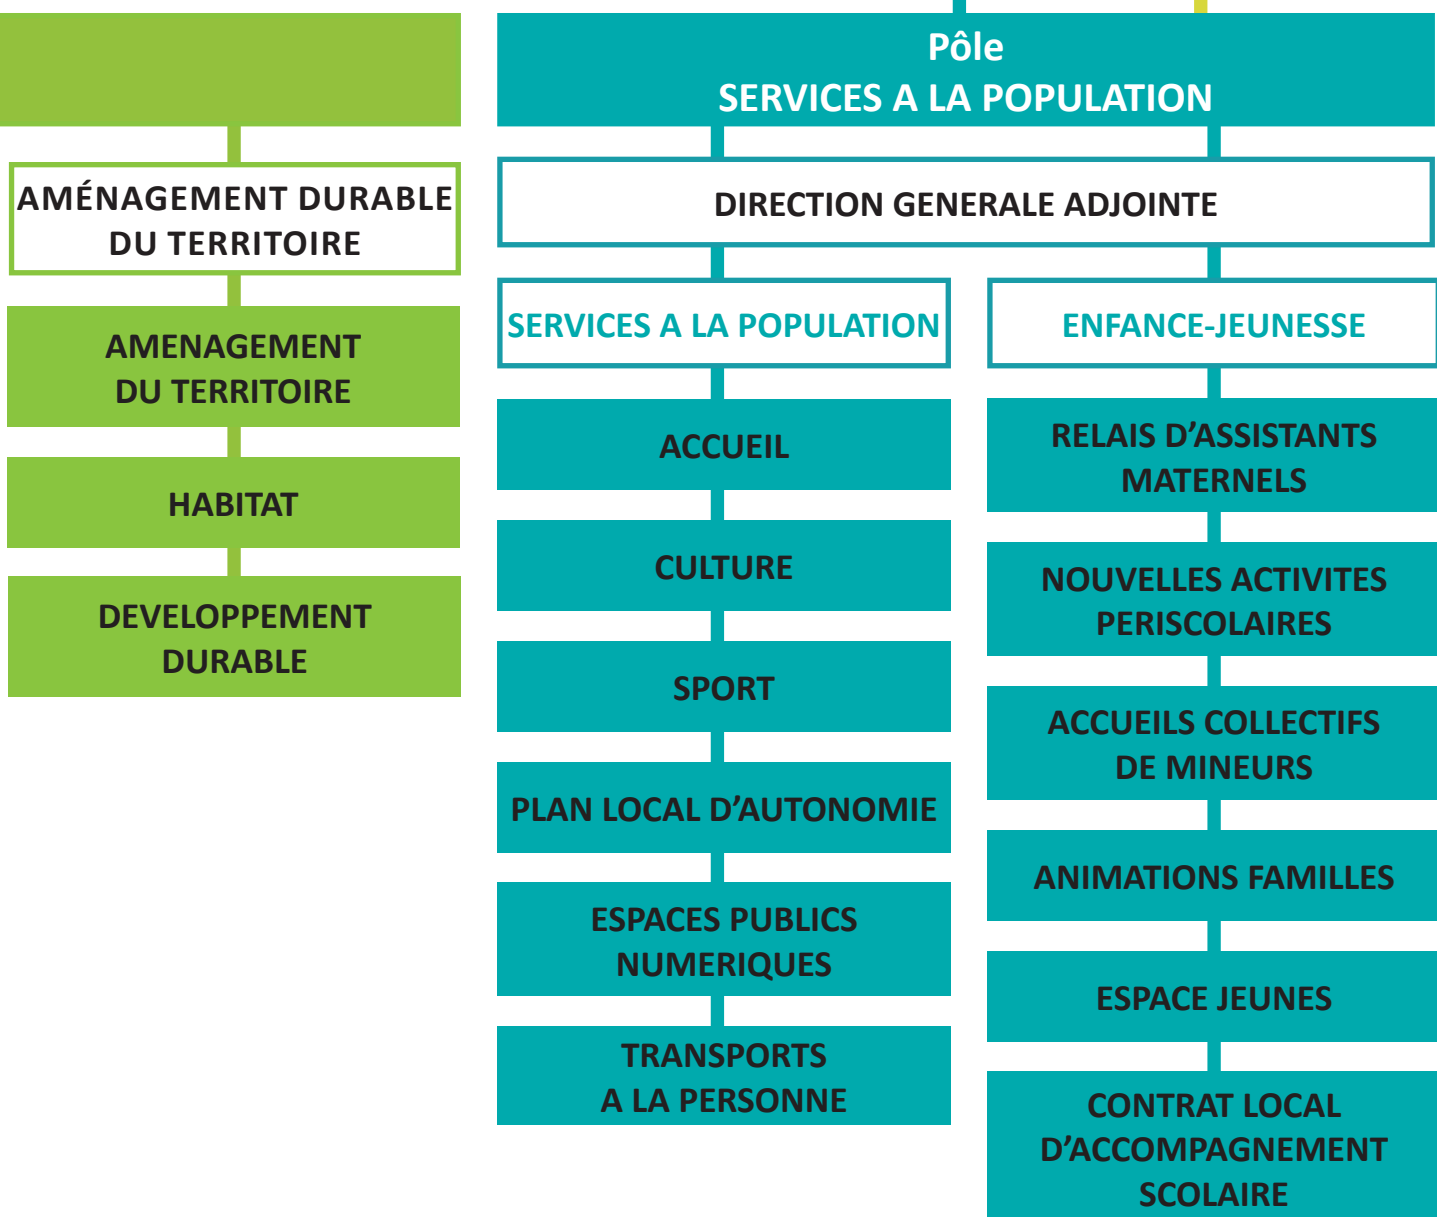 AMÉNAGEMENT DURABLE
DU TERRITOIRE
AMENAGEMENT
DU TERRITOIRE
HABITAT
DEVELOPPEMENT
DURABLE
Pôle
SERVICES A LA POPULATION
DIRECTION GENERALE ADJOINTE
SERVICES A LA POPULATION
ACCUEIL
CULTURE
SPORT
PLAN LOCAL D’AUTONOMIE
ESPACES PUBLICS
NUMERIQUES
TRANSPORTS
A LA PERSONNE
ENFANCE-JEUNESSE
RELAIS D’ASSISTANTS
MATERNELS
NOUVELLES ACTIVITES
PERISCOLAIRES
ACCUEILS COLLECTIFS
DE MINEURS
ANIMATIONS FAMILLES
ESPACE JEUNES
CONTRAT LOCAL
D’ACCOMPAGNEMENT
SCOLAIRE